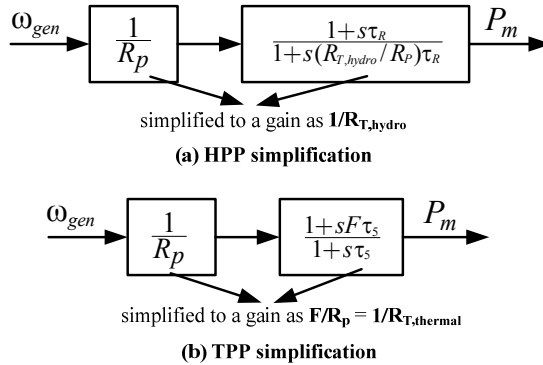 ω_gen
1/R_p
1+sτ_R / 1+s(R_T,hydro/R_P)τ_R
P_m
simplified to a gain as 1/R_T,hydro
(a) HPP simplification
ω_gen
1/R_p
1+sFτ_5 / 1+sτ_5
P_m
simplified to a gain as F/R_p = 1/R_T,thermal
(b) TPP simplification